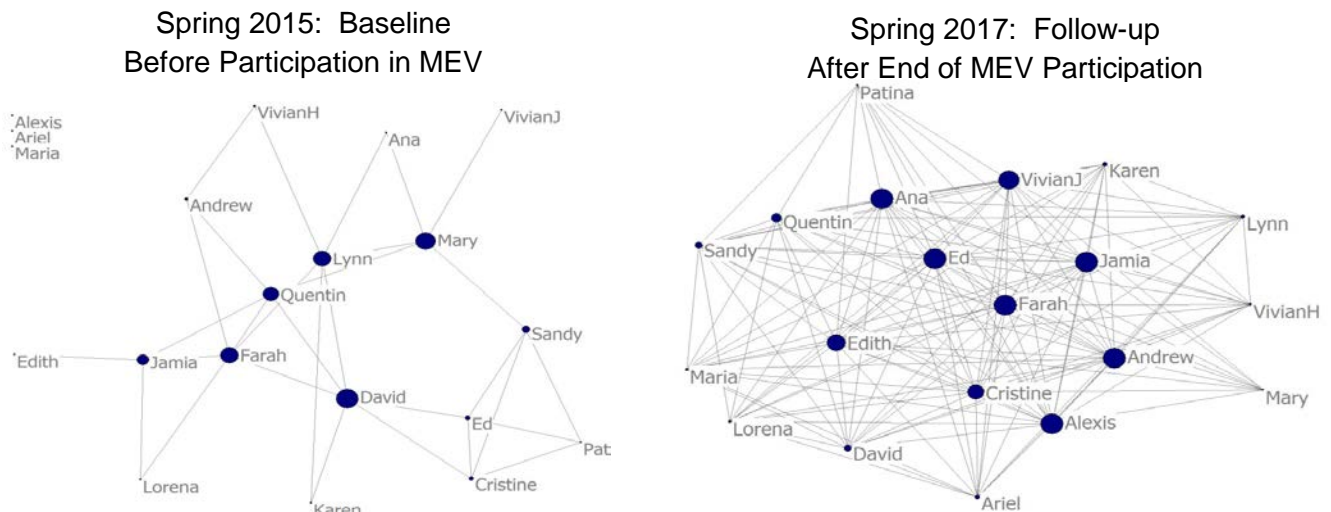 Spring 2015: Baseline
Before Participation in MEV
Alexis
Ariel
Maria
VivianH
Ana
VivianJ
Andrew
Mary
Lynn
Quentin
Sandy
Edith
Jamia
Farah
David
Ed
Pat
Cristine
Lorena
Karen
Spring 2017: Follow-up
After End of MEV Participation
Patina
Karen
VivianJ
Ana
Quentin
Lynn
Sandy
Ed
Jamia
Farah
VivianH
Edith
Andrew
Maria
Cristine
Mary
Lorena
Alexis
David
Ariel